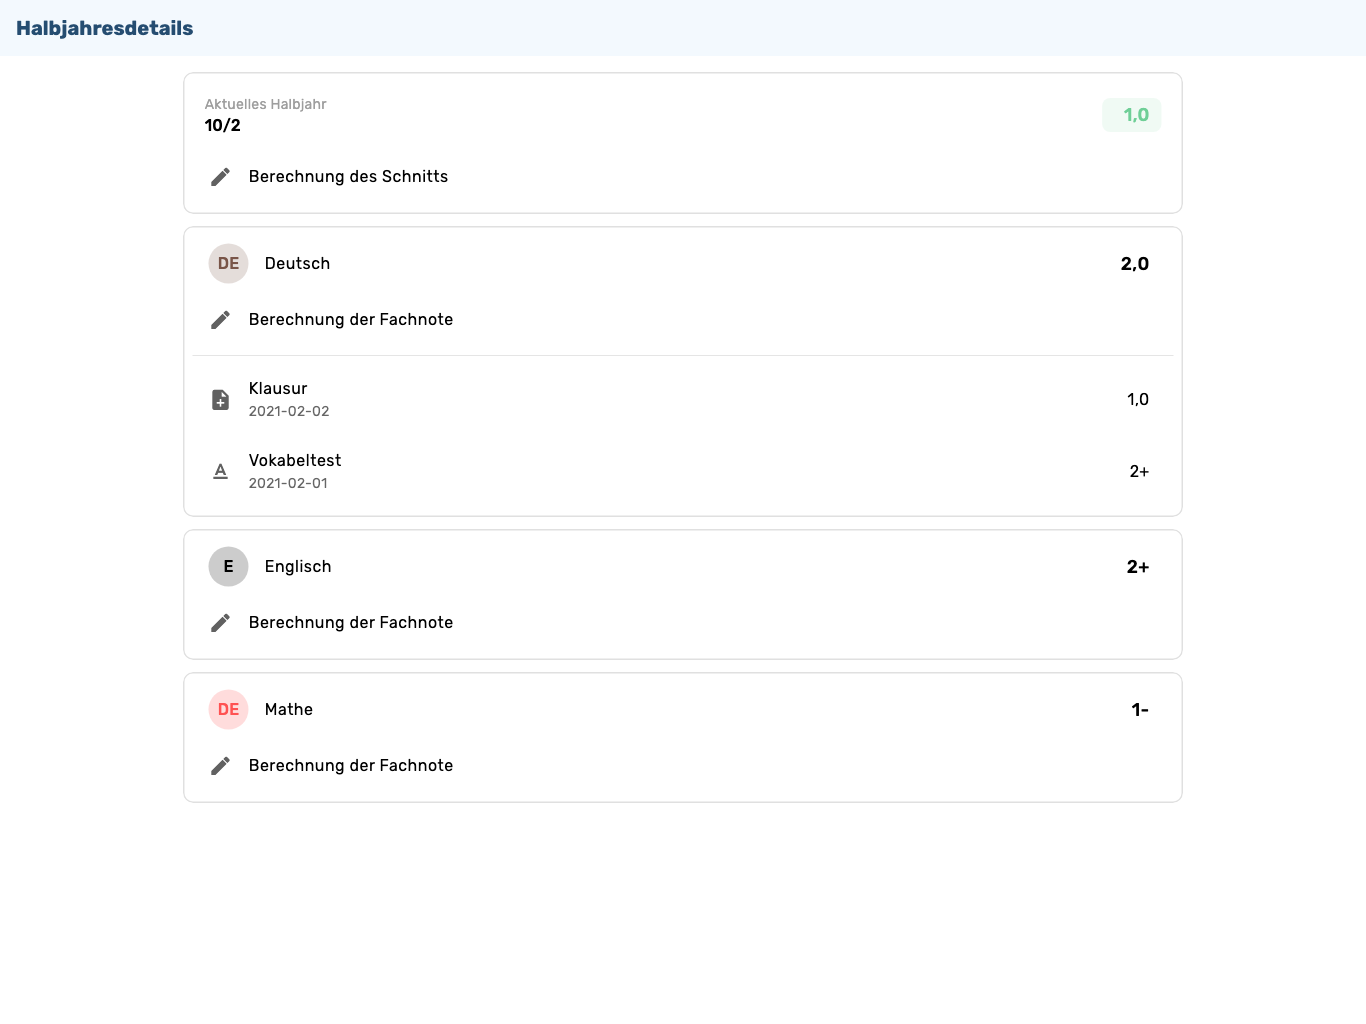 Halbjahresdetails
Aktuelles Halbjahr
10/2
1,0
Berechnung des Schnitts
DE Deutsch 2,0
Berechnung der Fachnote
Klausur
2021-02-02
1,0
A
Vokabeltest
2021-02-01
2+
E Englisch 2+
Berechnung der Fachnote
DE Mathe 1-
Berechnung der Fachnote